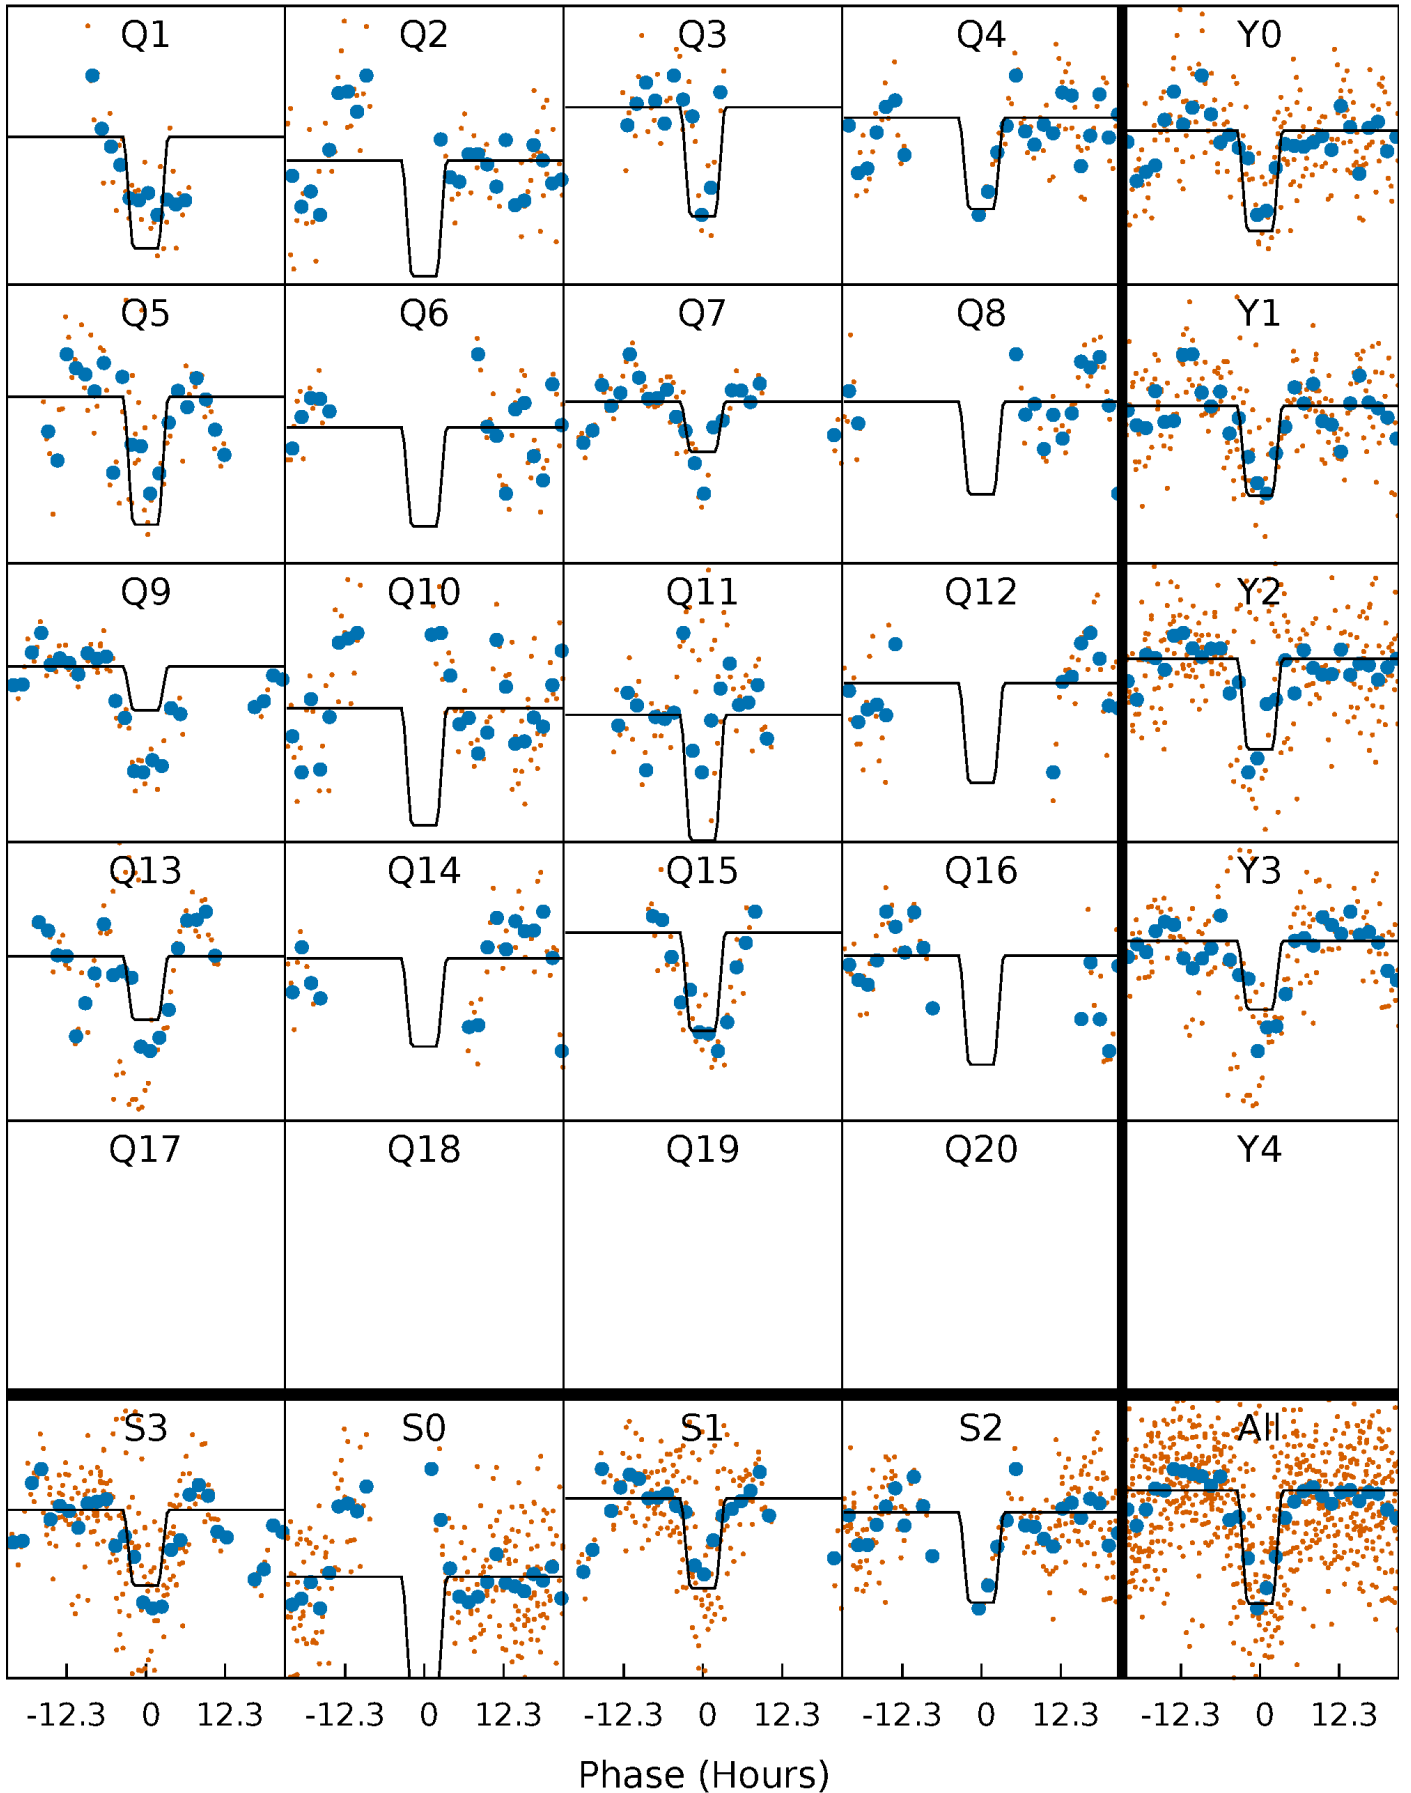 Q1 Q2 Q3 Q4 Y0
Q5 Q6 Q7 Q8 Y1
Q9 Q10 Q11 Q12 Y2
Q13 Q14 Q15 Q16 Y3
Q17 Q18 Q19 Q20 Y4
S3 S0 S1 S2 All
-12.3 0 12.3 -12.3 0 12.3 -12.3 0 12.3 -12.3 0 12.3 -12.3 0 12.3
Phase (Hours)